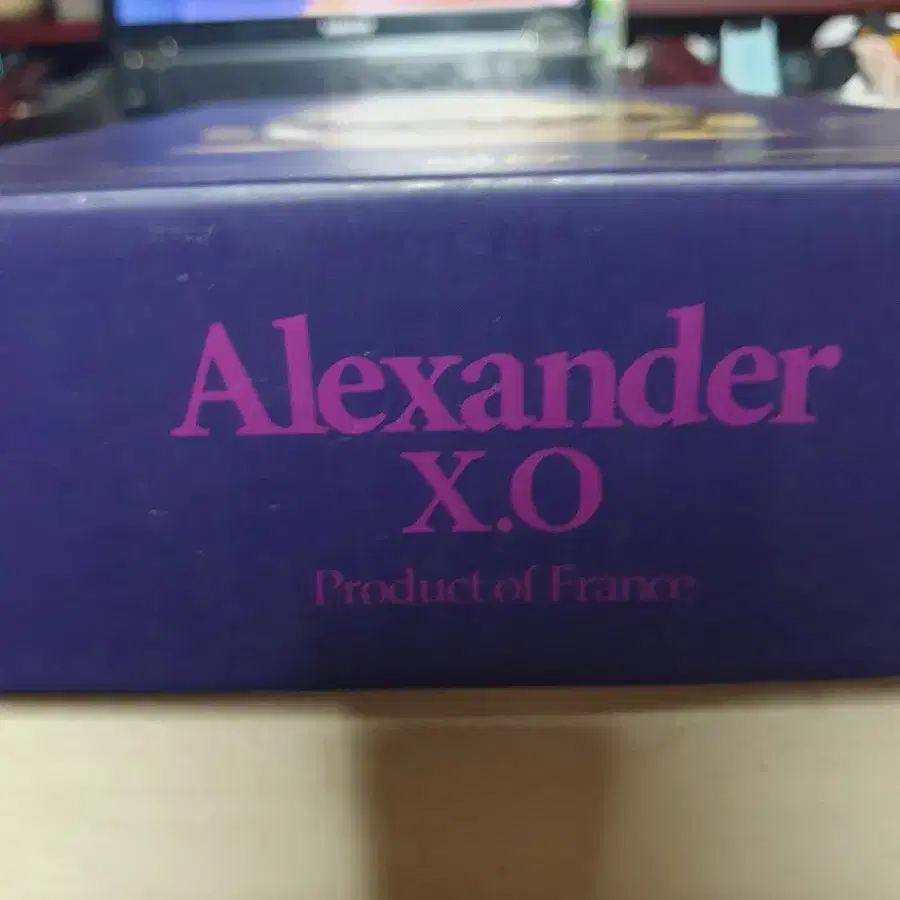 Alexander
X.O
Product of France